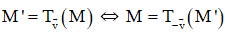 M' = T_v̄(M) ⇔ M = T_-v̄(M')